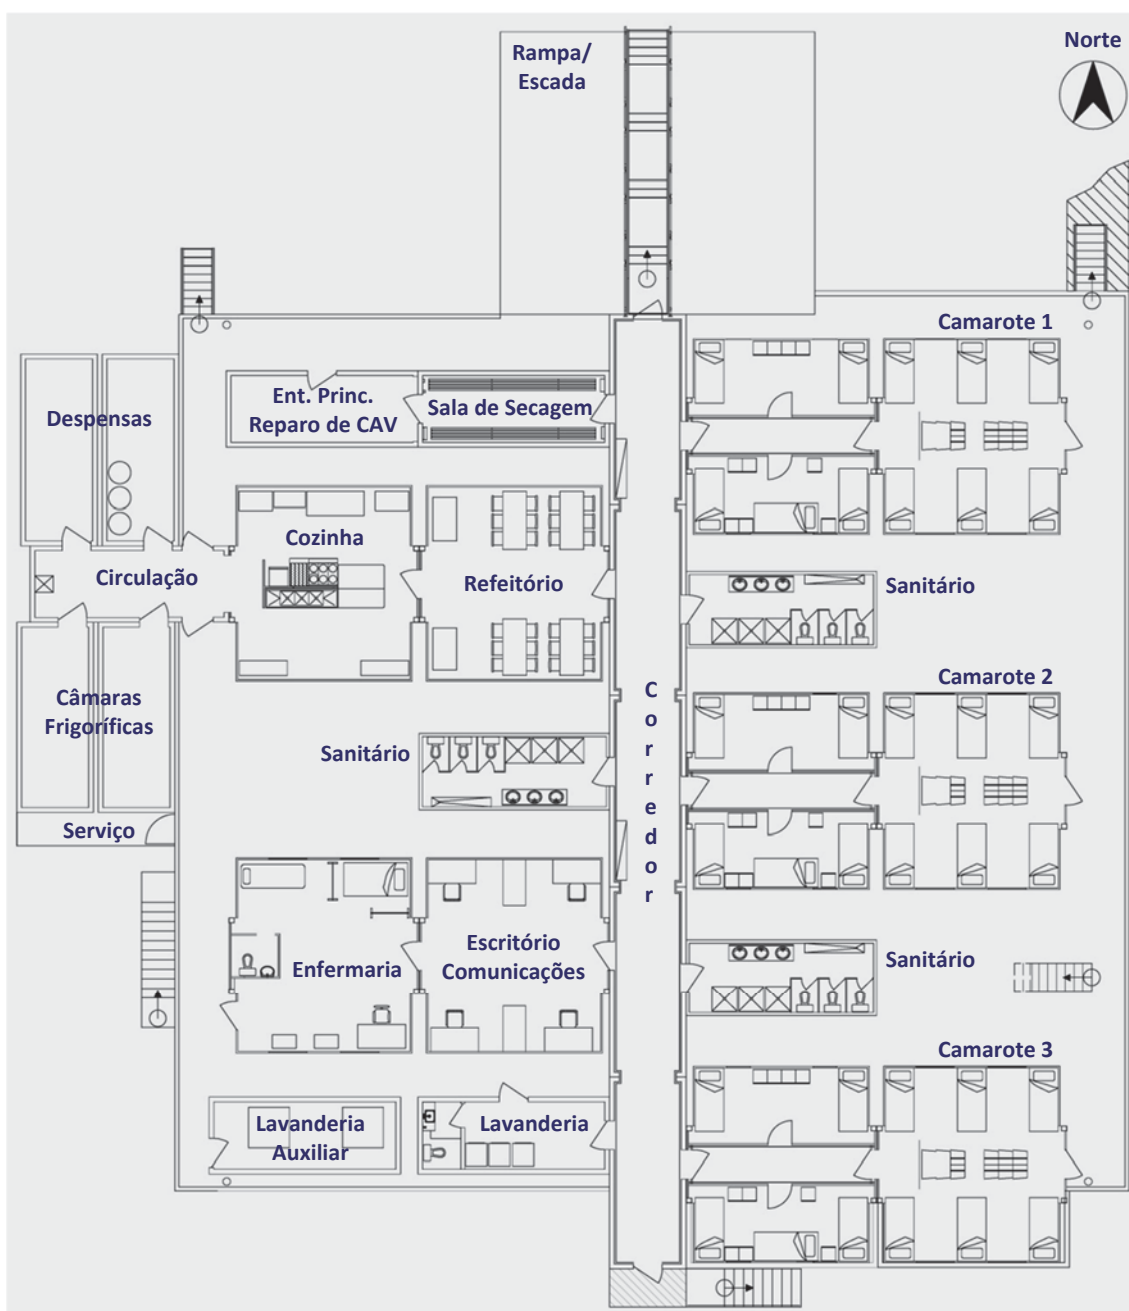 Rampa/
Escada
Norte
Camarote 1
Ent. Princ.
Reparo de CAV
Sala de Secagem
Despensas
Cozinha
Circulação
Refeitório
Sanitário
Câmaras
Frigoríficas
Camarote 2
Corredor
Sanitário
Serviço
Escritório
Comunicações
Enfermaria
Sanitário
Camarote 3
Lavanderia
Auxiliar
Lavanderia